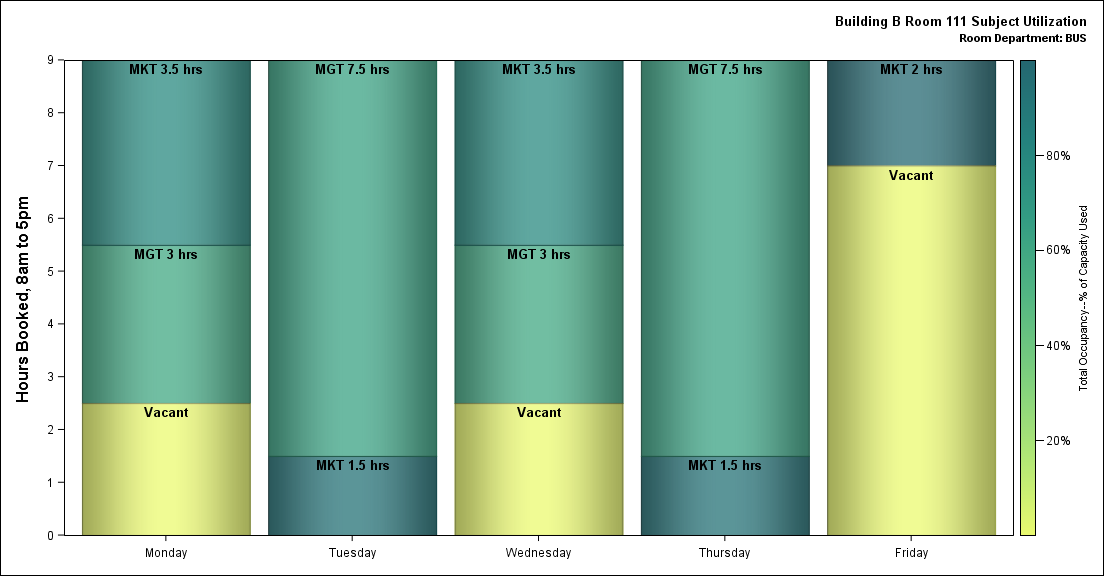 Building B Room 111 Subject Utilization
Room Department: BUS
Hours Booked, 8am to 5pm
9
8
7
6
5
4
3
2
1
0
MKT 3.5 hrs
MGT 3 hrs
Vacant
MGT 7.5 hrs
MKT 1.5 hrs
MKT 3.5 hrs
MGT 3 hrs
Vacant
MGT 7.5 hrs
MKT 1.5 hrs
MKT 2 hrs
Vacant
Monday
Tuesday
Wednesday
Thursday
Friday
80%
60%
40%
20%
Total Occupancy--% of Capacity Used